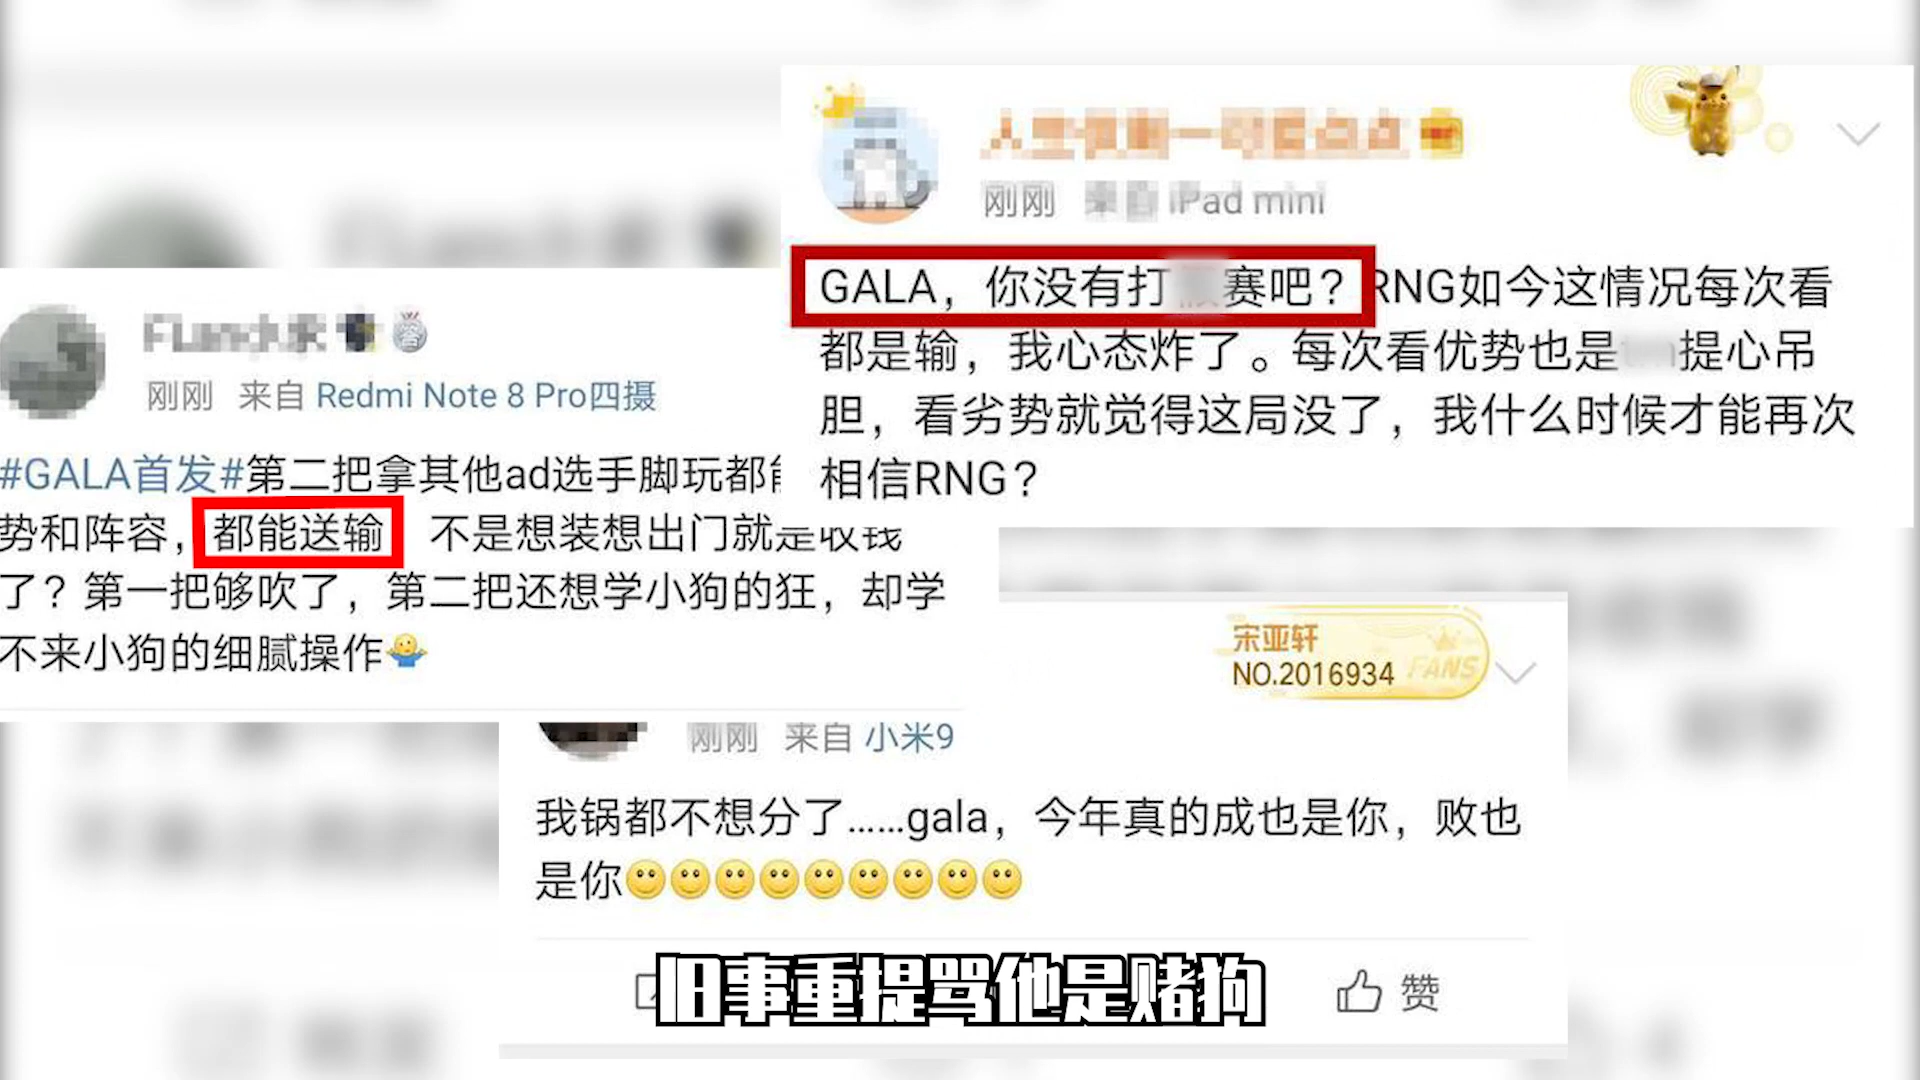 刚刚 来自 iPad mini
GALA，你没有打 赛吧？RNG如今这情况每次看
都是输，我心态炸了。每次看优势也是 提心吊
胆，看劣势就觉得这局没了，我什么时候才能再次
相信RNG？
刚刚 来自 Redmi Note 8 Pro四摄
#GALA首发#第二把拿其他ad选手脚玩都能
势和阵容，都能送输 不是想装想出门就是收钱
了？第一把够吹了，第二把还想学小狗的狂，却学
不来小狗的细腻操作
宋亚轩
NO.2016934 FANS
刚刚 来自 小米9
我锅都不想分了……gala，今年真的成也是你，败也
是你
赞
旧事重提骂他是赌狗